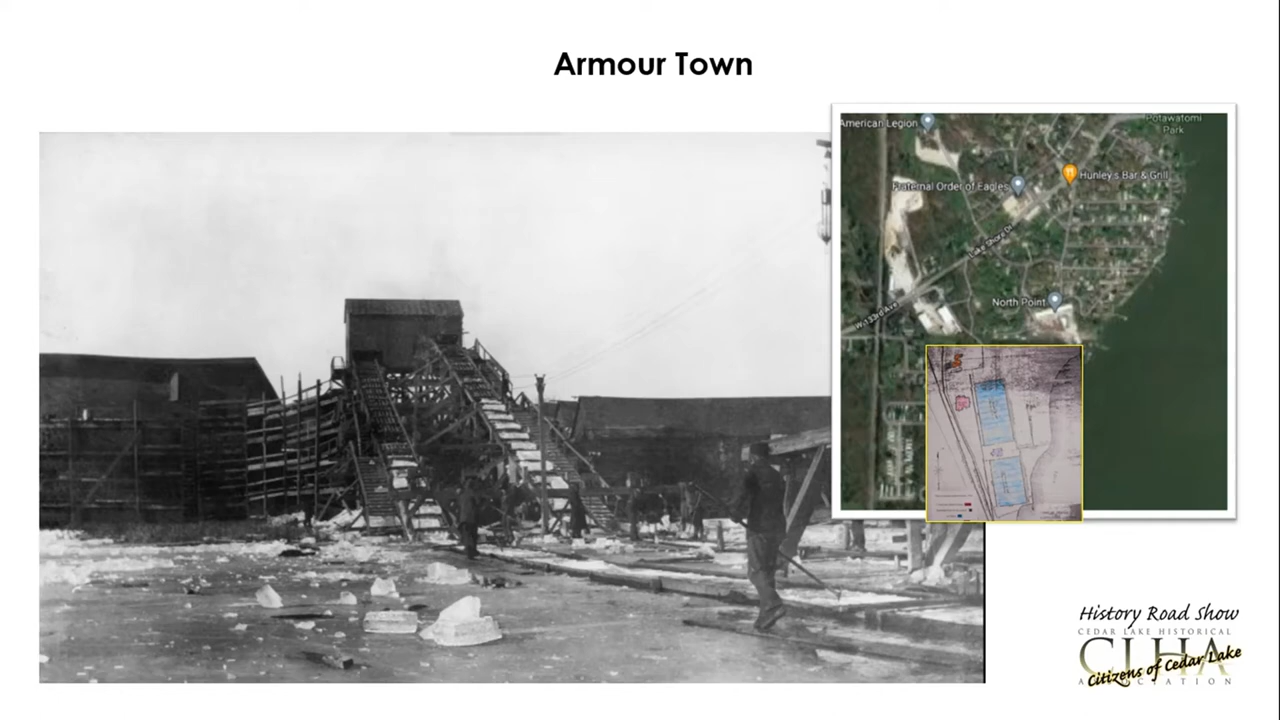 Armour Town
American Legion
Potawatomi
Park
Hunley's Bar & Grill
Fraternal Order of Eagles
Lake Shore Dr
North Point
W 133rd Ave
History Road Show
CEDAR LAKE HISTORICAL
CLHA
Citizens of Cedar Lake
ASSOCIATION